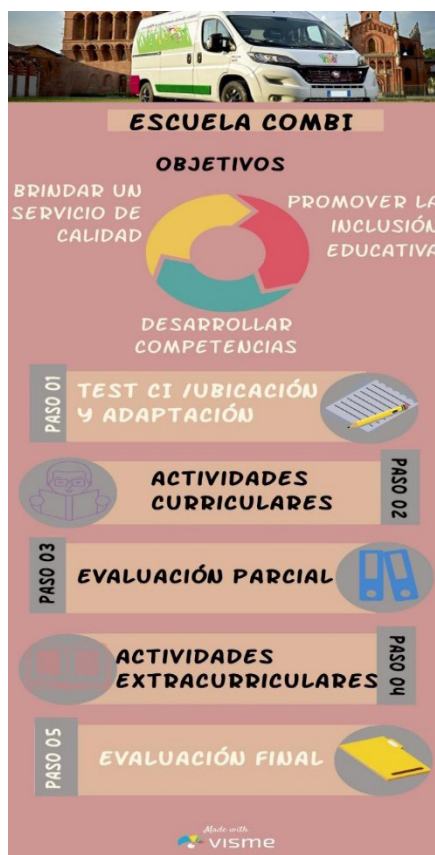 ESCUELA COMBI
OBJETIVOS
BRINDAR UN
SERVICIO DE
CALIDAD
PROMOVER LA
INCLUSIÓN
EDUCATIVA
DESARROLLAR
COMPETENCIAS
PASO 01
TEST CI /UBICACIÓN
Y ADAPTACIÓN
ACTIVIDADES
CURRICULARES
PASO 02
PASO 03
EVALUACIÓN PARCIAL
ACTIVIDADES
EXTRACURRICULARES
PASO 04
PASO 05
EVALUACIÓN FINAL
Made with
visme